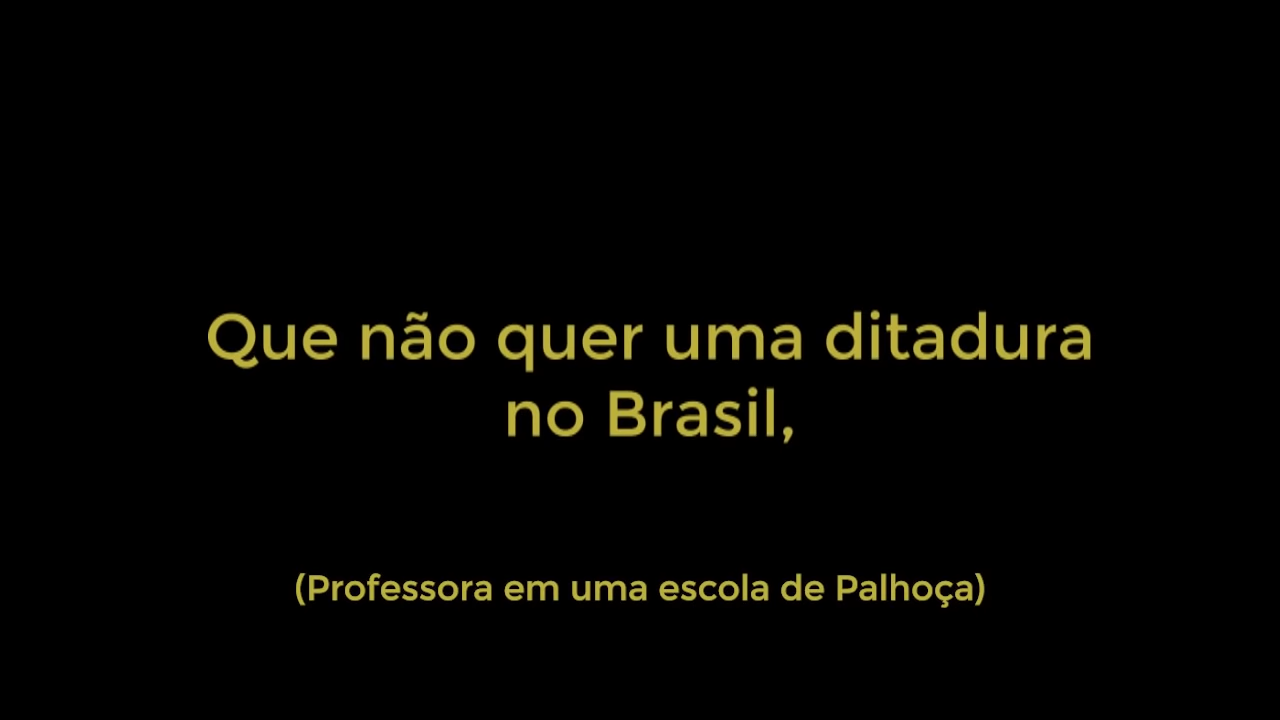 Que não quer uma ditadura
no Brasil,
(Professora em uma escola de Palhoça)